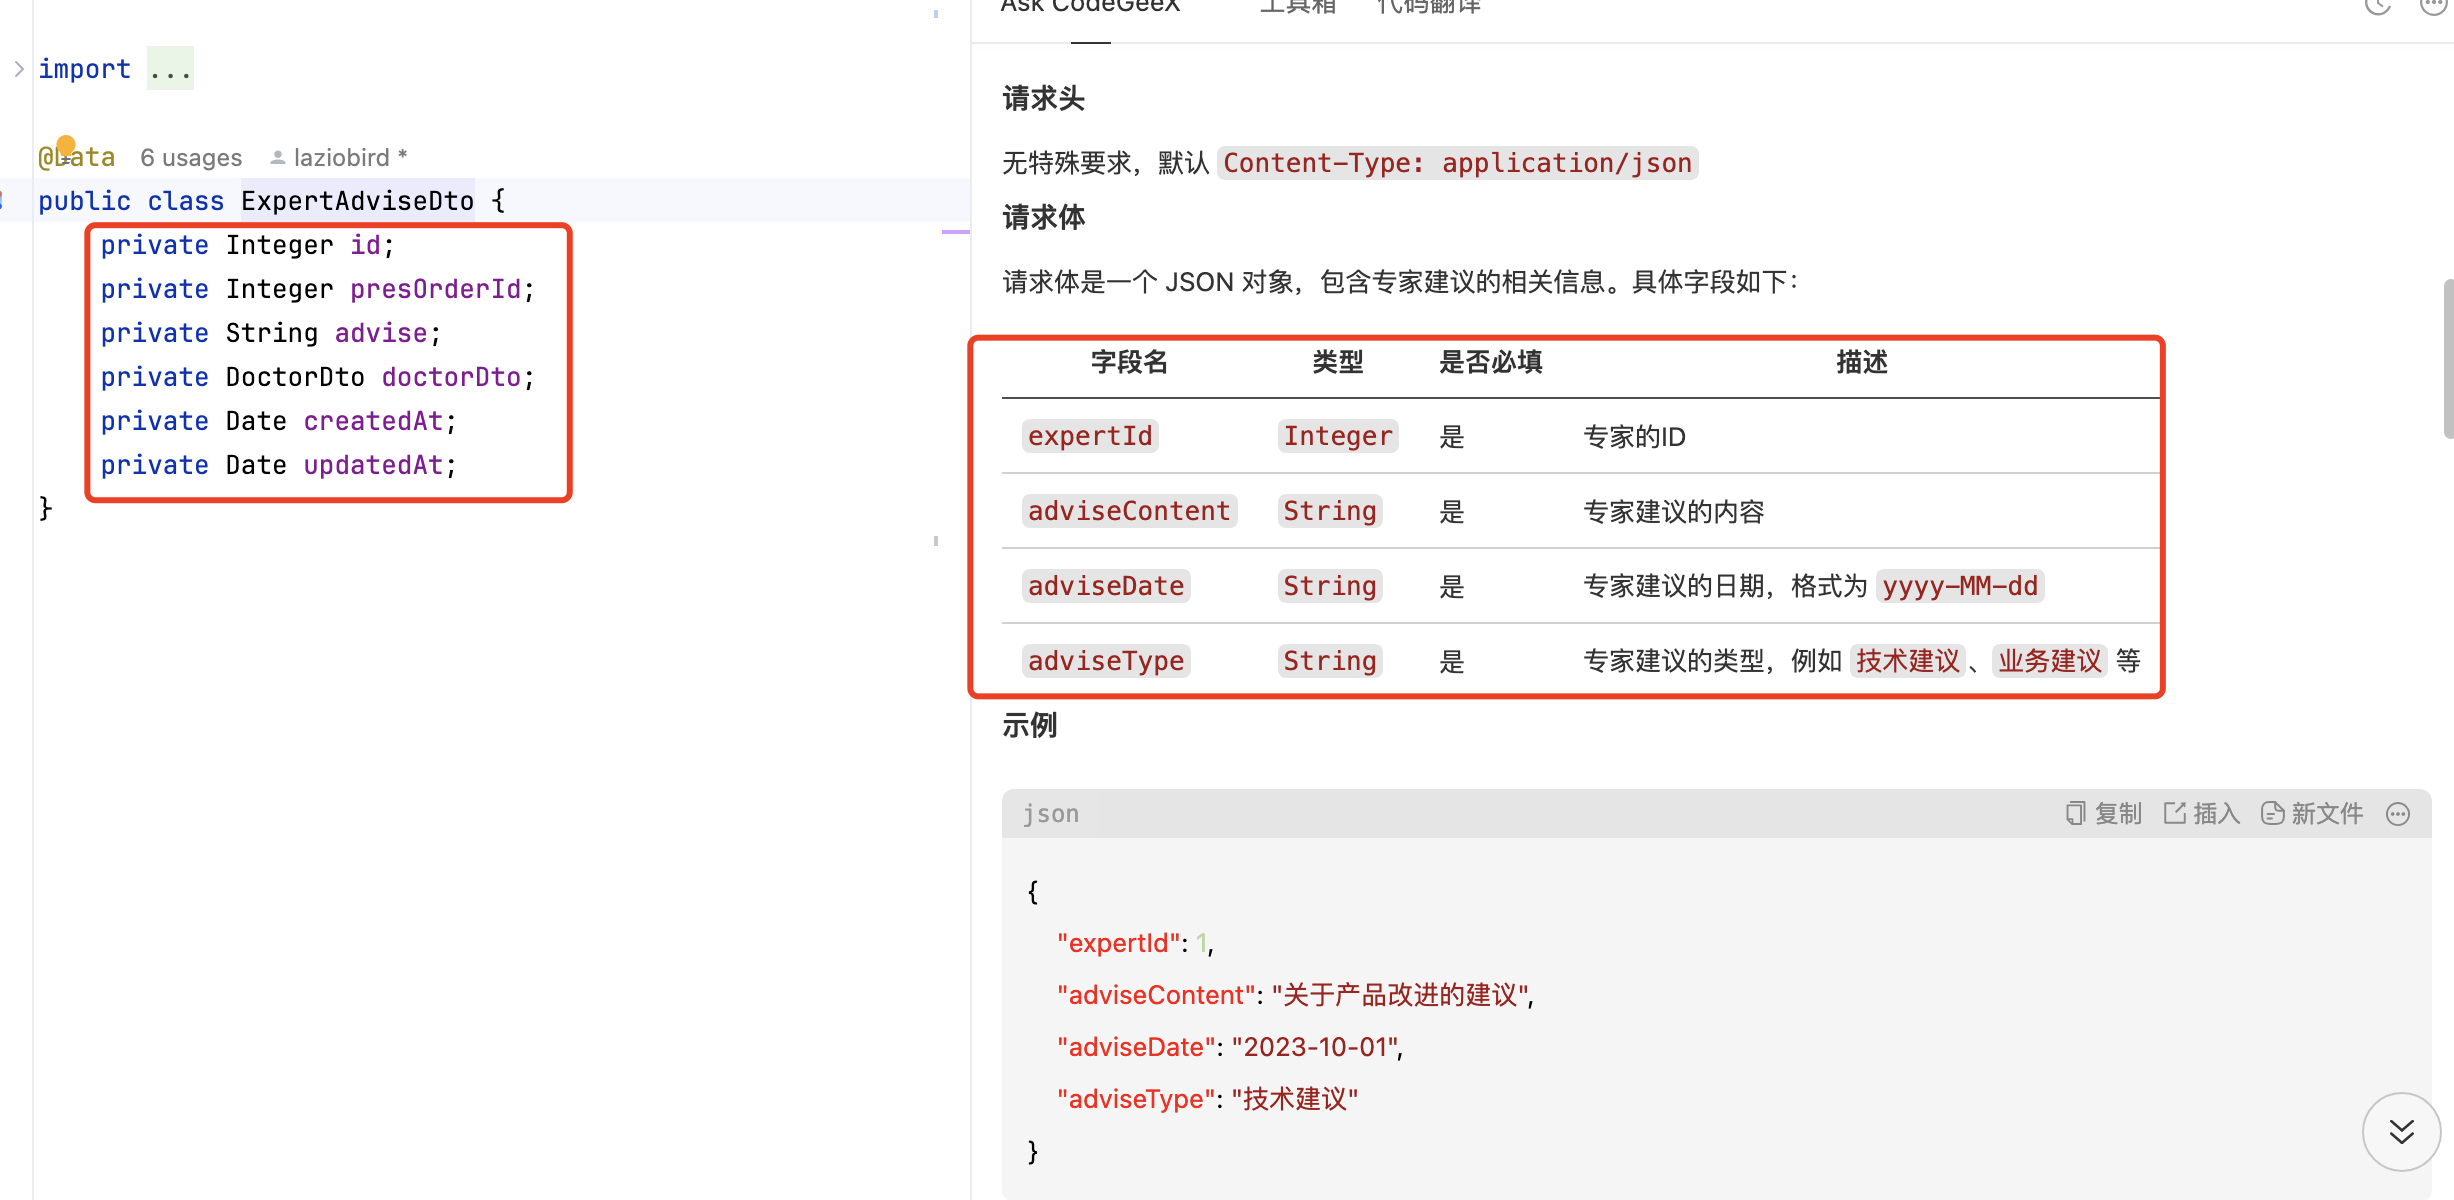 import ...
@Data 6 usages laziobird *
public class ExpertAdviseDto {
private Integer id;
private Integer presOrderId;
private String advise;
private DoctorDto doctorDto;
private Date createdAt;
private Date updatedAt;
}
Ask CodeGeeX 工具箱 代码翻译
请求头
无特殊要求，默认 Content-Type: application/json
请求体
请求体是一个 JSON 对象，包含专家建议的相关信息。具体字段如下：
字段名 类型 是否必填 描述
expertId Integer 是 专家的ID
adviseContent String 是 专家建议的内容
adviseDate String 是 专家建议的日期，格式为 yyyy-MM-dd
adviseType String 是 专家建议的类型，例如 技术建议、业务建议 等
示例
json 复制 插入 新文件
{
"expertId": 1,
"adviseContent": "关于产品改进的建议",
"adviseDate": "2023-10-01",
"adviseType": "技术建议"
}